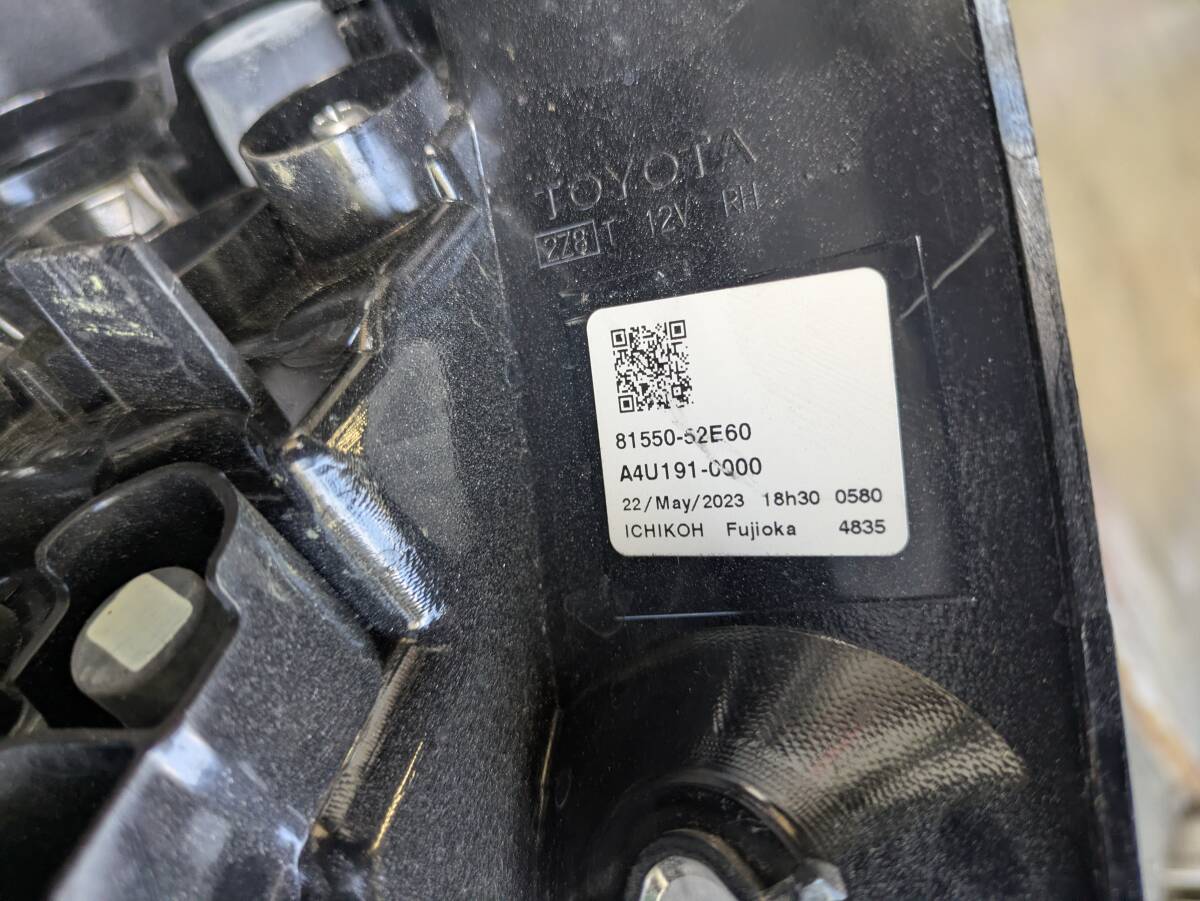 TOYOTA
2Z8 T 12V RH
81550-52E60
A4U191-0000
22/May/2023 18h30 0580
ICHIKOH Fujioka 4835